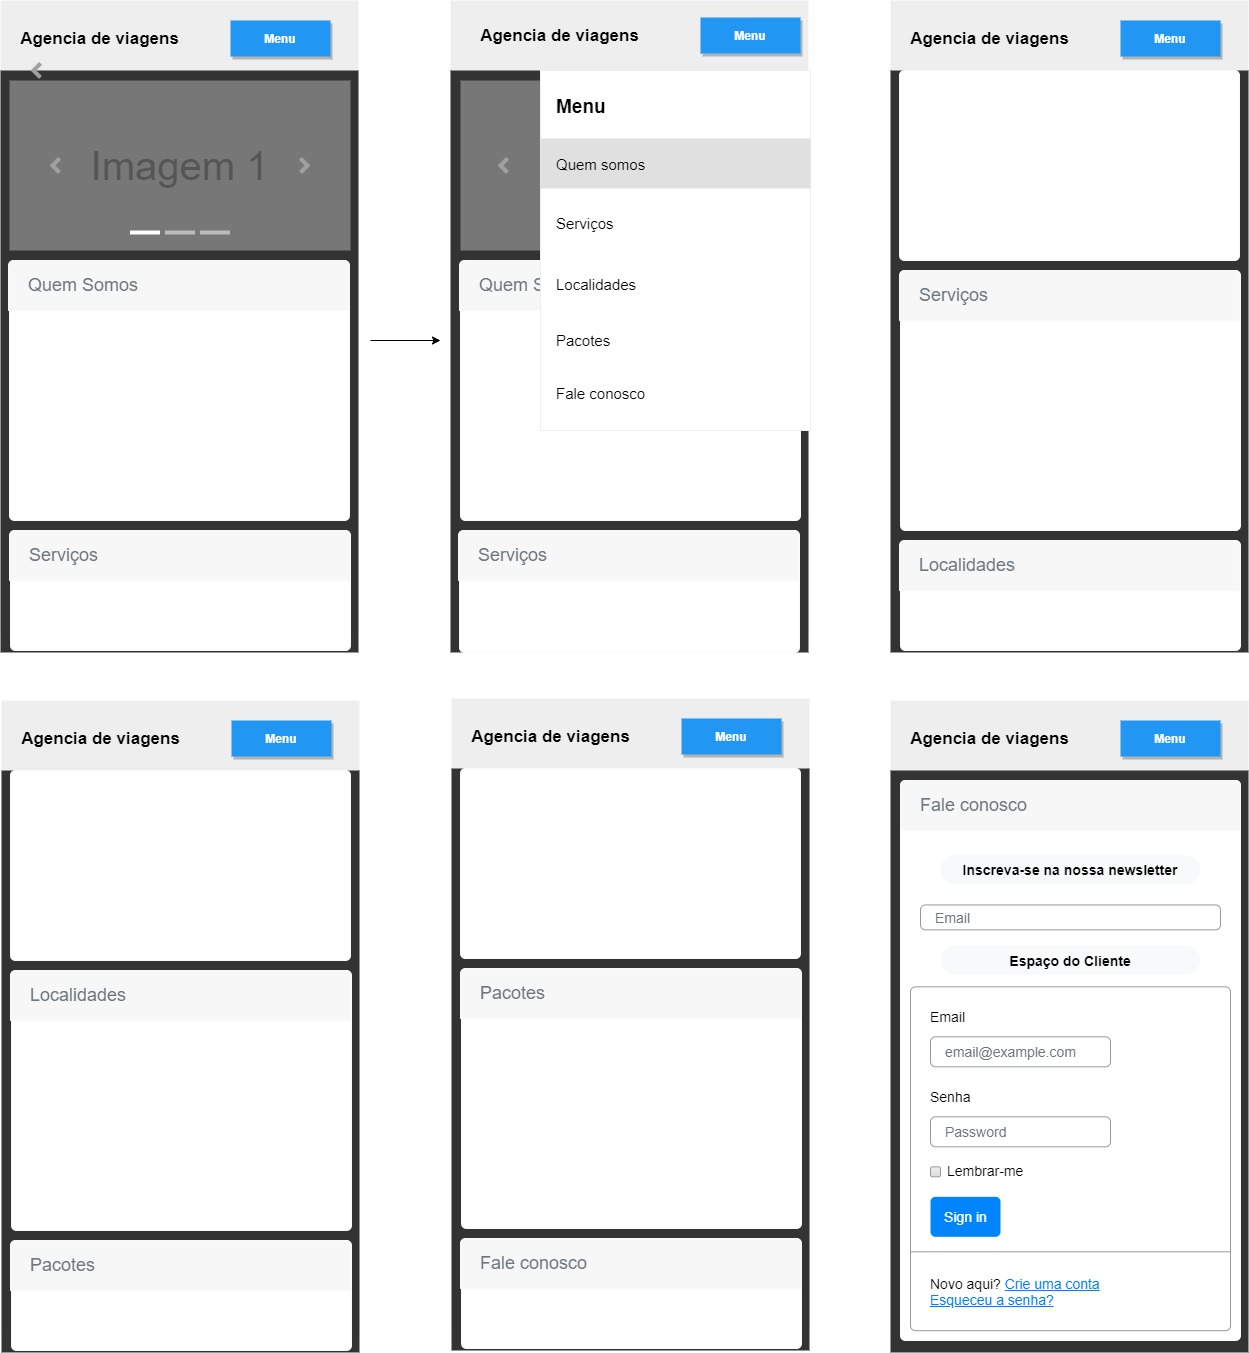 Agencia de viagens
Menu
Imagem 1
Quem Somos
Serviços
Agencia de viagens
Menu
Menu
Quem somos
Serviços
Localidades
Pacotes
Fale conosco
Quem S
Serviços
Agencia de viagens
Menu
Serviços
Localidades
Agencia de viagens
Menu
Localidades
Pacotes
Agencia de viagens
Menu
Pacotes
Fale conosco
Agencia de viagens
Menu
Fale conosco
Inscreva-se na nossa newsletter
Email
Espaço do Cliente
Email
email@example.com
Senha
Password
Lembrar-me
Sign in
Novo aqui? Crie uma conta
Esqueceu a senha?